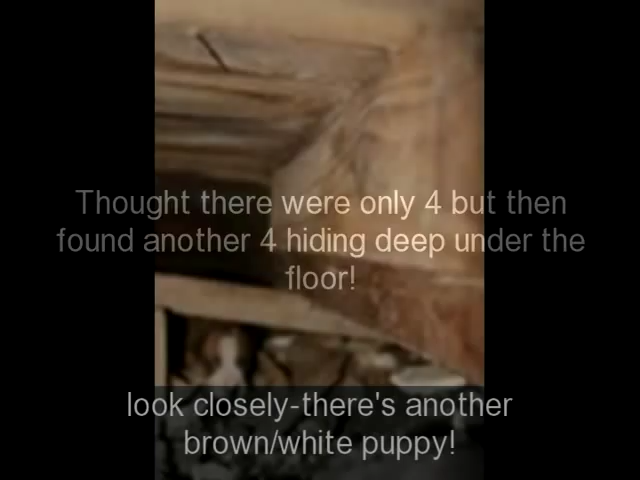 Thought there were only 4 but then
found another 4 hiding deep under the
floor!
look closely-there's another
brown/white puppy!